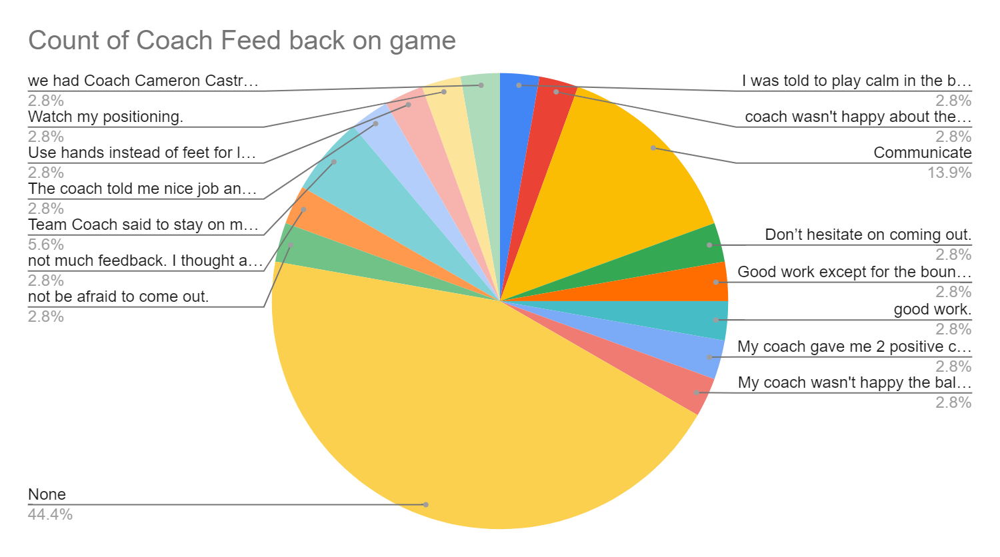 Count of Coach Feed back on game
we had Coach Cameron Castr…
2.8%
Watch my positioning.
2.8%
Use hands instead of feet for l…
2.8%
The coach told me nice job an…
2.8%
Team Coach said to stay on m…
5.6%
not much feedback. I thought a…
2.8%
not be afraid to come out.
2.8%
None
44.4%
I was told to play calm in the b…
2.8%
coach wasn't happy about the…
2.8%
Communicate
13.9%
Don’t hesitate on coming out.
2.8%
Good work except for the boun…
2.8%
good work.
2.8%
My coach gave me 2 positive c…
2.8%
My coach wasn't happy the bal…
2.8%